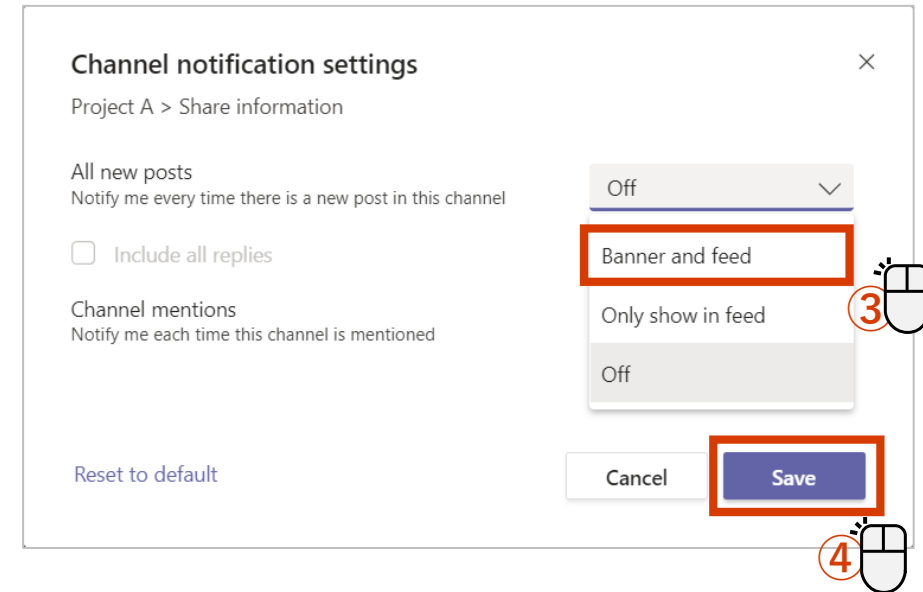 Channel notification settings
Project A > Share information
All new posts
Notify me every time there is a new post in this channel
Off
Include all replies
Banner and feed
③
Channel mentions
Notify me each time this channel is mentioned
Only show in feed
Off
Reset to default
Cancel
Save
④